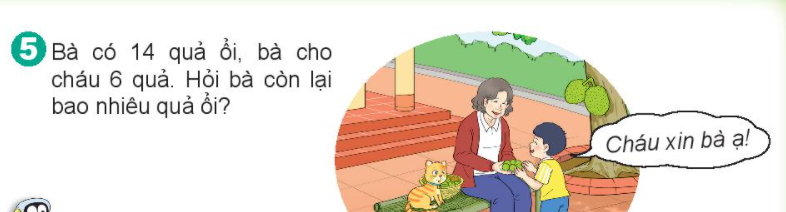 5 Bà có 14 quả ổi, bà cho
cháu 6 quả. Hỏi bà còn lại
bao nhiêu quả ổi?
Cháu xin bà ạ!